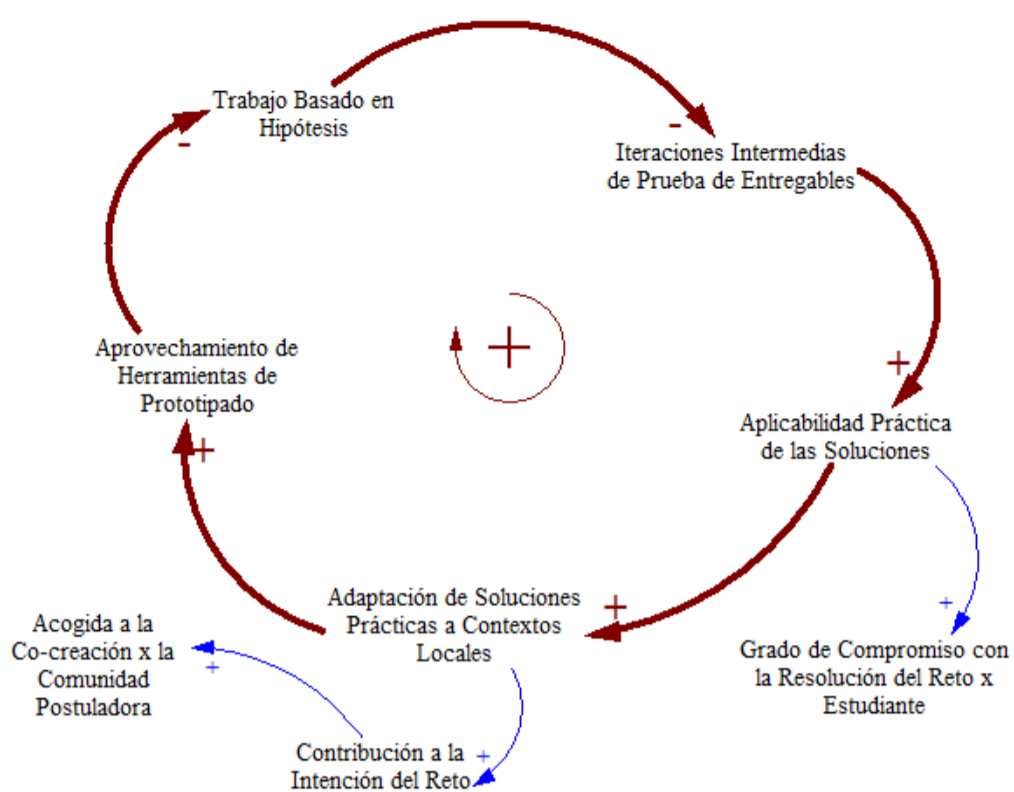 Trabajo Basado en
Hipótesis
-
-
Iteraciones Intermedias
de Prueba de Entregables
+
Aprovechamiento de
Herramientas de
Prototipado
+
+
Aplicabilidad Práctica
de las Soluciones
Adaptación de Soluciones
Prácticas a Contextos
Locales
+
+
Grado de Compromiso con
la Resolución del Reto x
Estudiante
Acogida a la
Co-creación x la
Comunidad
Postuladora
+
Contribución a la
Intención del Reto
+